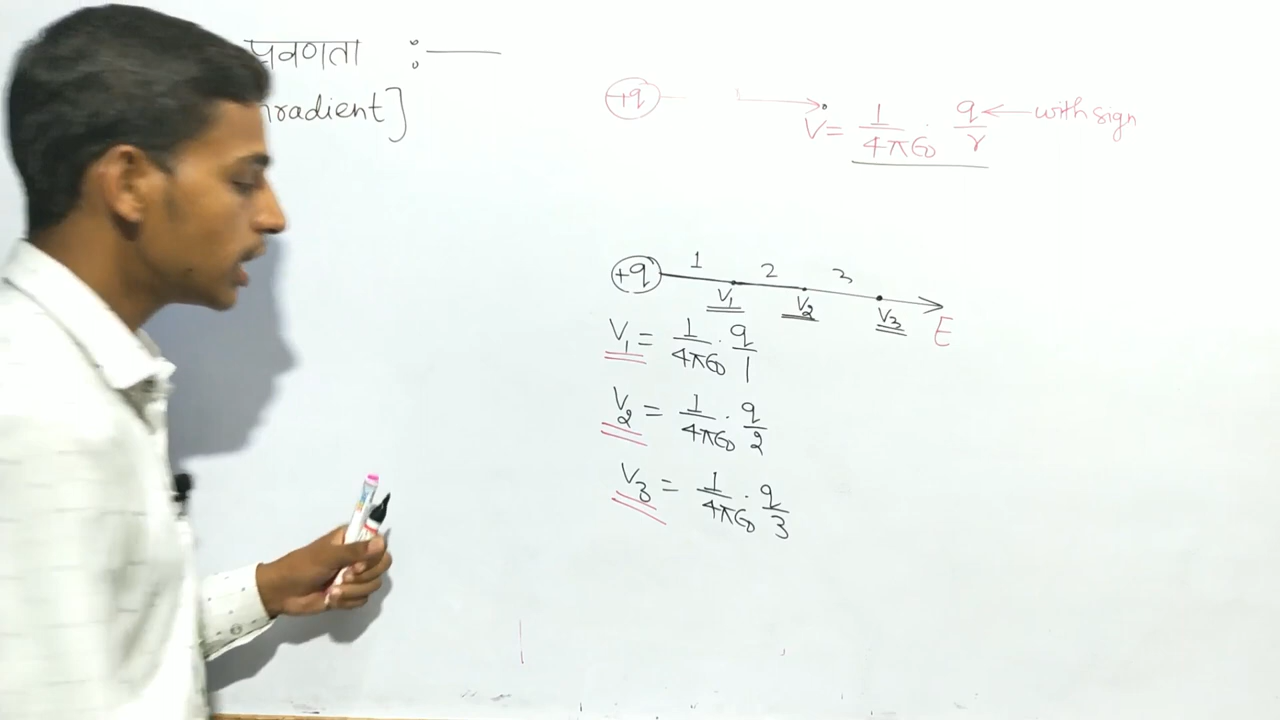 प्रवणता :—
radient]
+q
V = 1/4πϵ0 . q/r ← with sign
+q 1 2 3
V1 V2 V3 E
V1 = 1/4πϵ0 . q/1
V2 = 1/4πϵ0 . q/2
V3 = 1/4πϵ0 . q/3